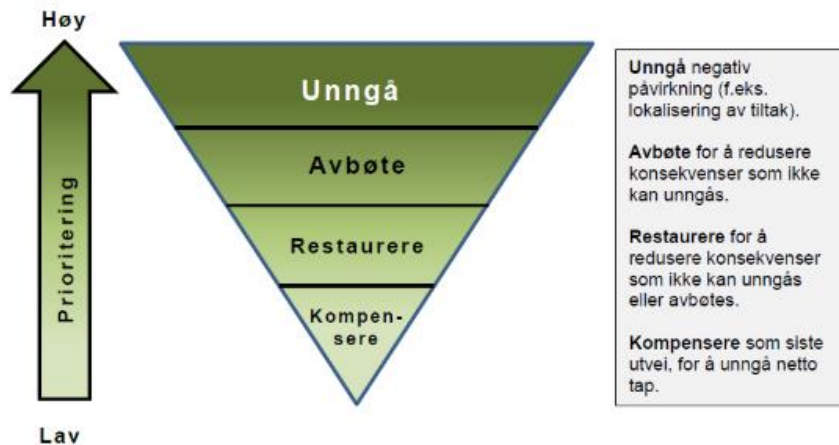 Høy
Prioritering
Lav
Unngå
Avbøte
Restaurere
Kompen-
sere
Unngå negativ
påvirkning (f.eks.
lokalisering av tiltak).
Avbøte for å redusere
konsekvenser som ikke
kan unngås.
Restaurere for å
redusere konsekvenser
som ikke kan unngås
eller avbøtes.
Kompensere som siste
utvei, for å unngå netto
tap.